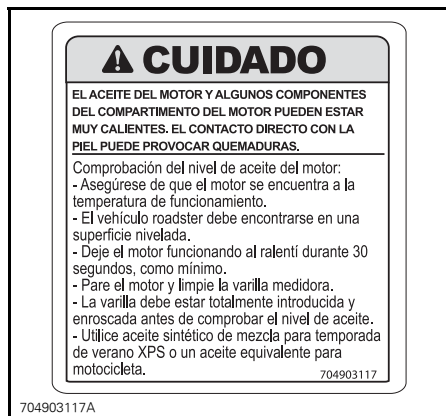 CUIDADO
EL ACEITE DEL MOTOR Y ALGUNOS COMPONENTES
DEL COMPARTIMENTO DEL MOTOR PUEDEN ESTAR
MUY CALIENTES. EL CONTACTO DIRECTO CON LA
PIEL PUEDE PROVOCAR QUEMADURAS.
Comprobación del nivel de aceite del motor:
- Asegúrese de que el motor se encuentra a la
temperatura de funcionamiento.
- El vehículo roadster debe encontrarse en una
superficie nivelada.
- Deje el motor funcionando al ralentí durante 30
segundos, como mínimo.
- Pare el motor y limpie la varilla medidora.
- La varilla debe estar totalmente introducida y
enroscada antes de comprobar el nivel de aceite.
- Utilice aceite sintético de mezcla para temporada
de verano XPS o un aceite equivalente para
motocicleta.
704903117
704903117A